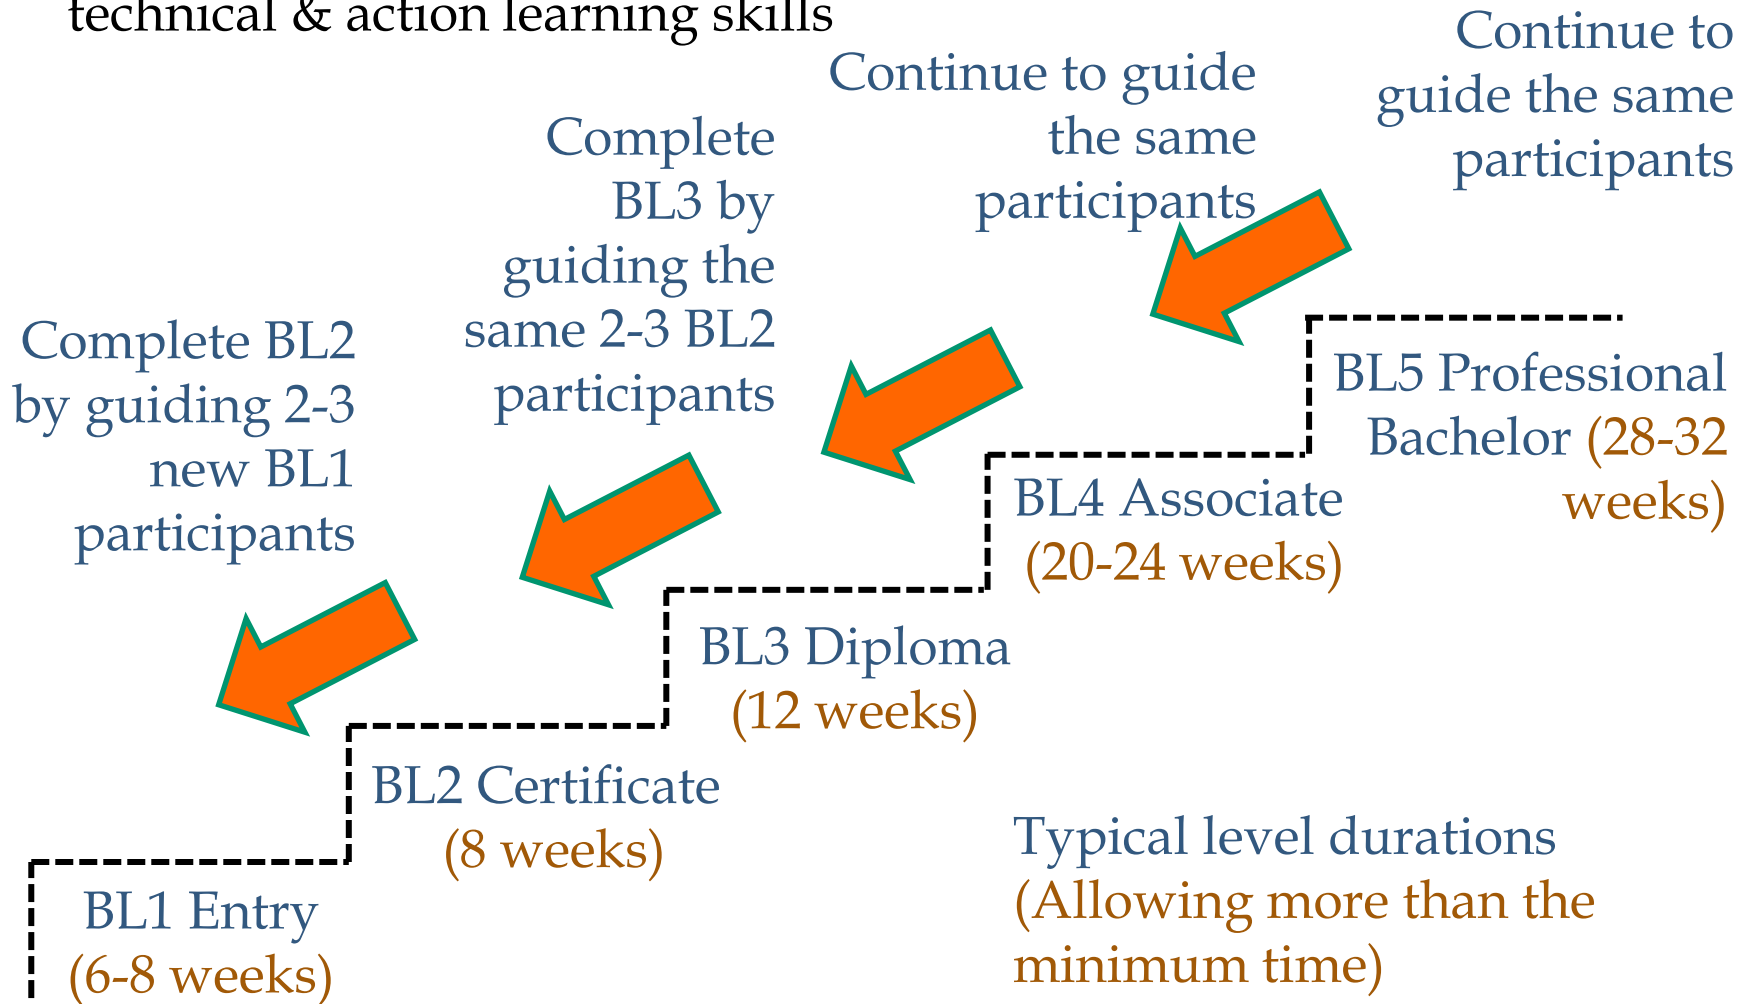 technical & action learning skills
Continue to
guide the same
participants
Continue to guide
the same
participants
Complete
BL3 by
guiding the
same 2-3 BL2
participants
Complete BL2
by guiding 2-3
new BL1
participants
BL5 Professional
Bachelor (28-32
weeks)
BL4 Associate
(20-24 weeks)
BL3 Diploma
(12 weeks)
BL2 Certificate
(8 weeks)
BL1 Entry
(6-8 weeks)
Typical level durations
(Allowing more than the
minimum time)